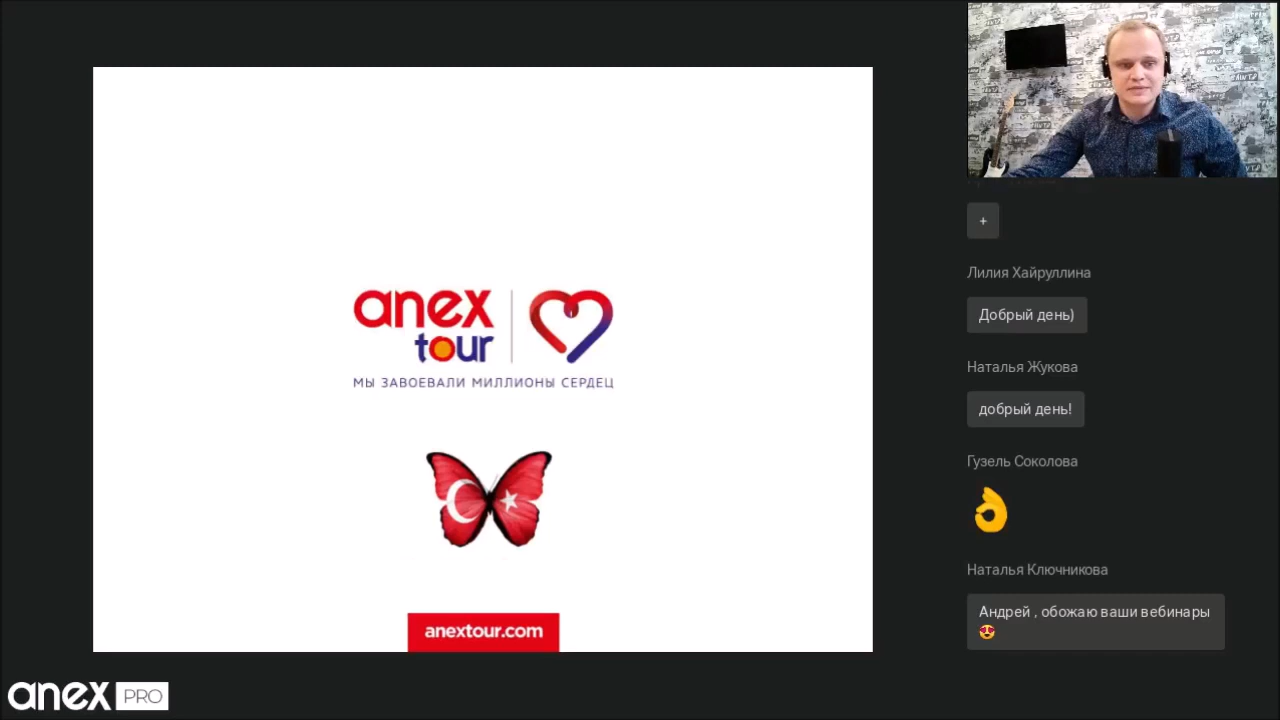 anex
tour
МЫ ЗАВОЕВАЛИ МИЛЛИОНЫ СЕРДЕЦ
anextour.com
anex PRO
+
Лилия Хайруллина
Добрый день)
Наталья Жукова
добрый день!
Гузель Соколова
👌
Наталья Ключникова
Андрей , обожаю ваши вебинары
😍